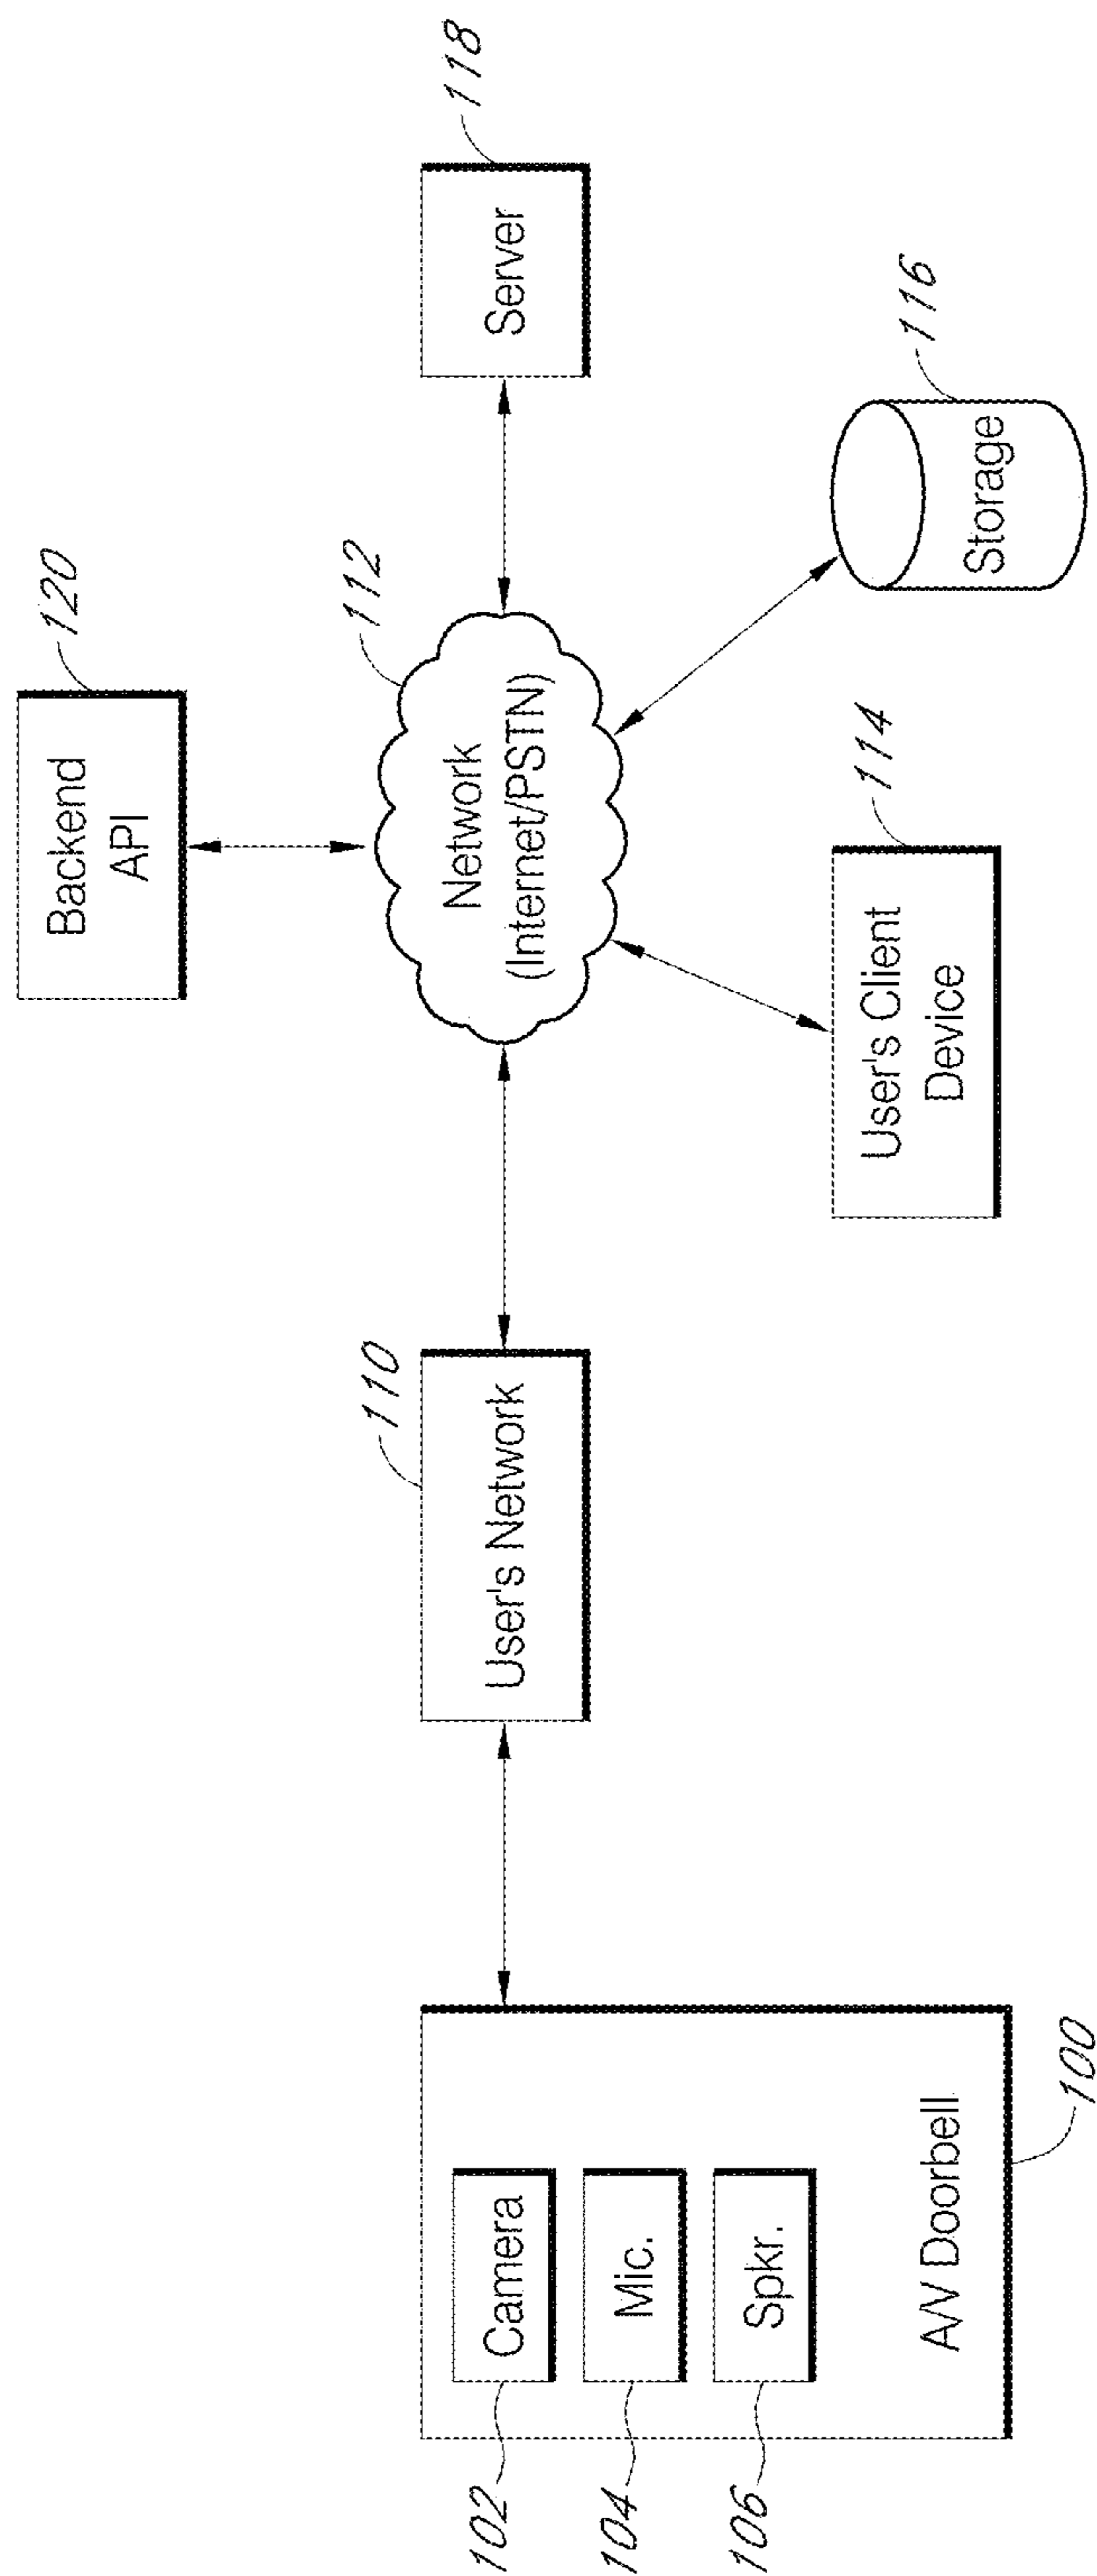 Backend
API
120
118
Server
112
Network
(Internet/PSTN)
110
User's Network
116
Storage
114
User's Client
Device
102
Camera
104
Mic.
106
Spkr.
A/V Doorbell
100